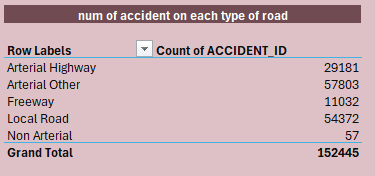 num of accident on each type of road
Row Labels Count of ACCIDENT_ID
Arterial Highway 29181
Arterial Other 57803
Freeway 11032
Local Road 54372
Non Arterial 57
Grand Total 152445